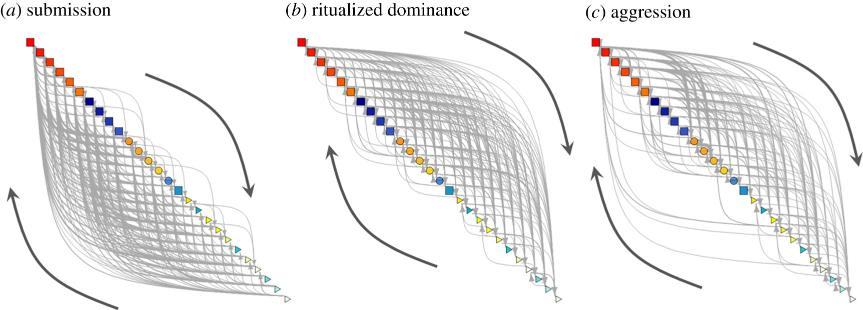 (a) submission
(b) ritualized dominance
(c) aggression